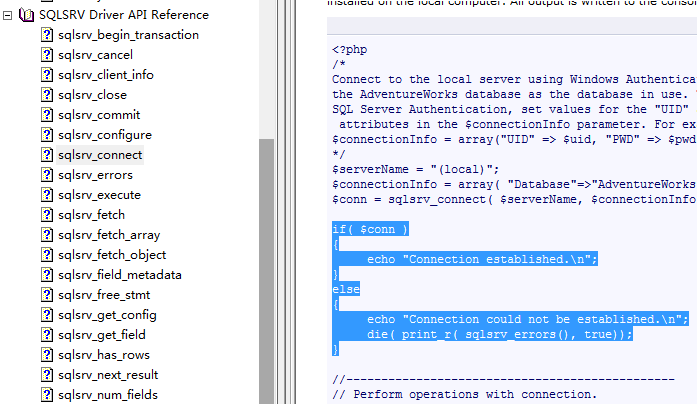 SQLSRV Driver API Reference
sqlsrv_begin_transaction
sqlsrv_cancel
sqlsrv_client_info
sqlsrv_close
sqlsrv_commit
sqlsrv_configure
sqlsrv_connect
sqlsrv_errors
sqlsrv_execute
sqlsrv_fetch
sqlsrv_fetch_array
sqlsrv_fetch_object
sqlsrv_field_metadata
sqlsrv_free_stmt
sqlsrv_get_config
sqlsrv_get_field
sqlsrv_has_rows
sqlsrv_next_result
sqlsrv_num_fields
installed on the local computer. All output is written to the conso
<?php
/*
Connect to the local server using Windows Authentica
the AdventureWorks database as the database in use.
SQL Server Authentication, set values for the "UID"
attributes in the $connectionInfo parameter. For ex
$connectionInfo = array("UID" => $uid, "PWD" => $pwd
*/
$serverName = "(local)";
$connectionInfo = array( "Database"=>"AdventureWorks
$conn = sqlsrv_connect( $serverName, $connectionInfo
if( $conn )
{
echo "Connection established.\n";
}
else
{
echo "Connection could not be established.\n";
die( print_r( sqlsrv_errors(), true));
}
//-----------------------------------------------
// Perform operations with connection.